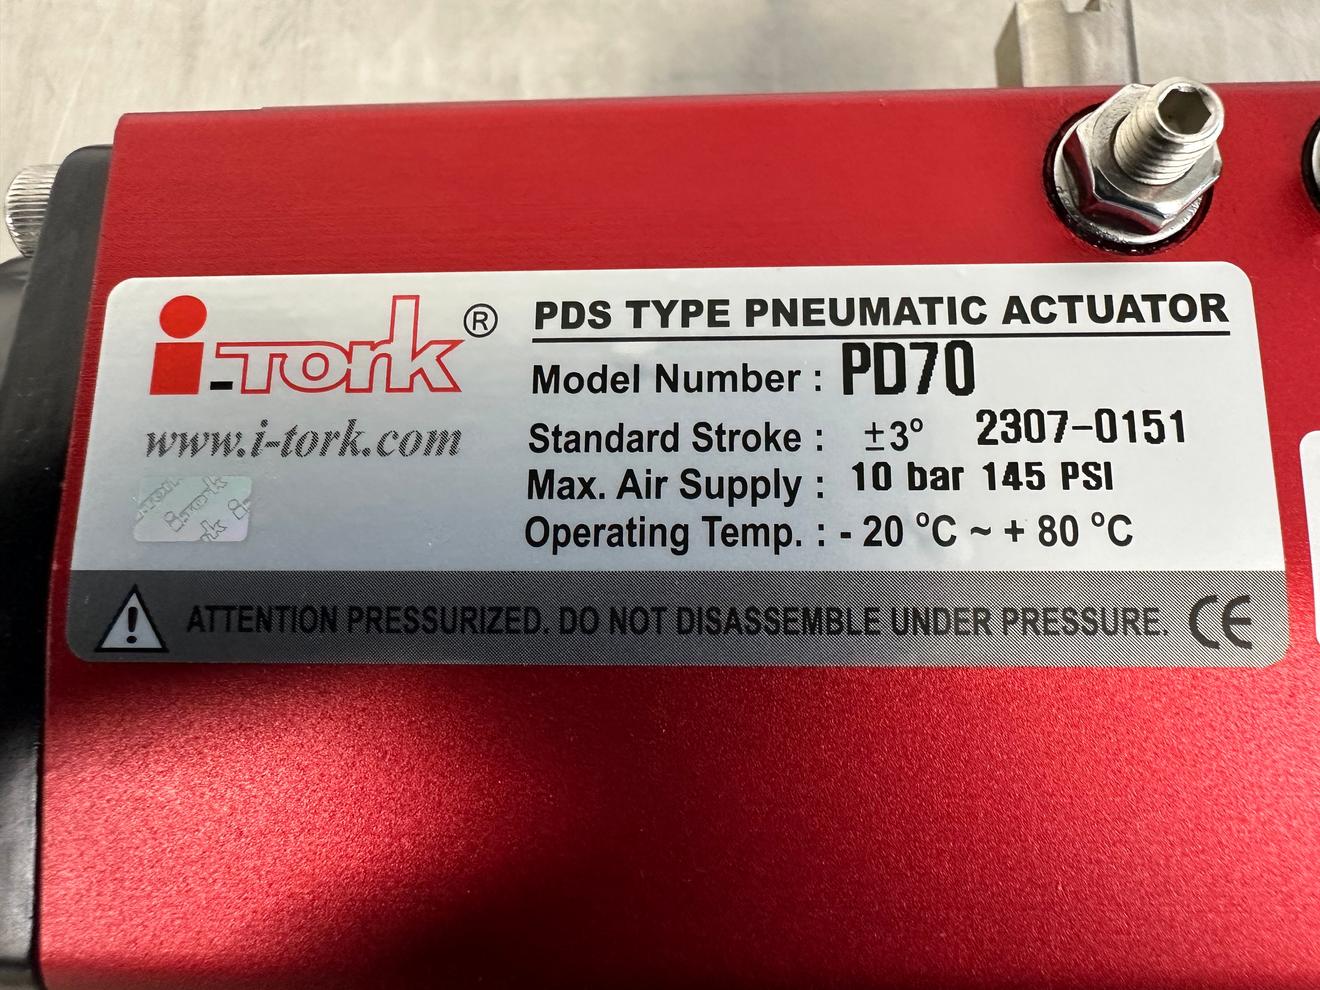 i-Tork ®
www.i-tork.com
PDS TYPE PNEUMATIC ACTUATOR
Model Number : PD70
Standard Stroke : ±3° 2307-0151
Max. Air Supply : 10 bar 145 PSI
Operating Temp. : - 20 °C ~ + 80 °C
ATTENTION PRESSURIZED. DO NOT DISASSEMBLE UNDER PRESSURE. CE